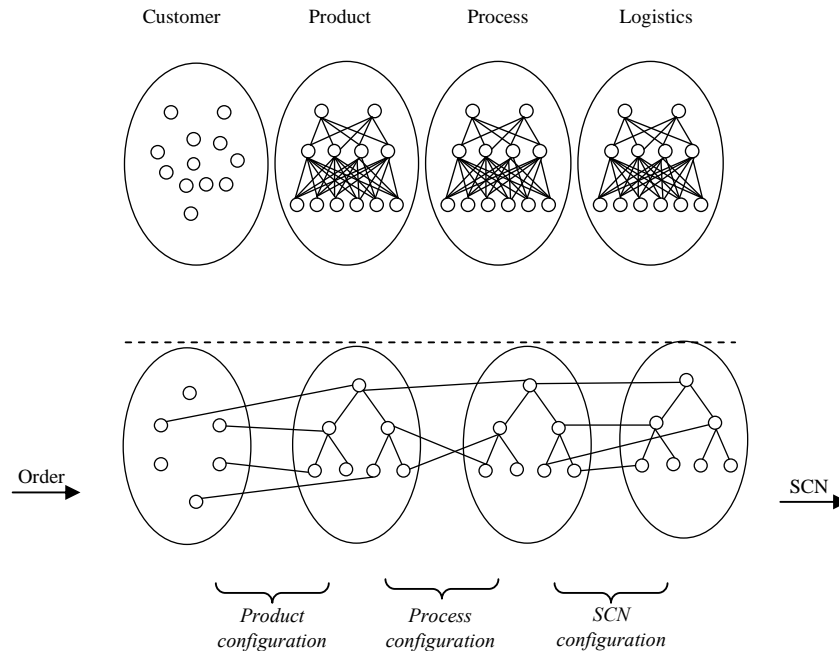 Customer
Product
Process
Logistics
Order
SCN
Product
configuration
Process
configuration
SCN
configuration